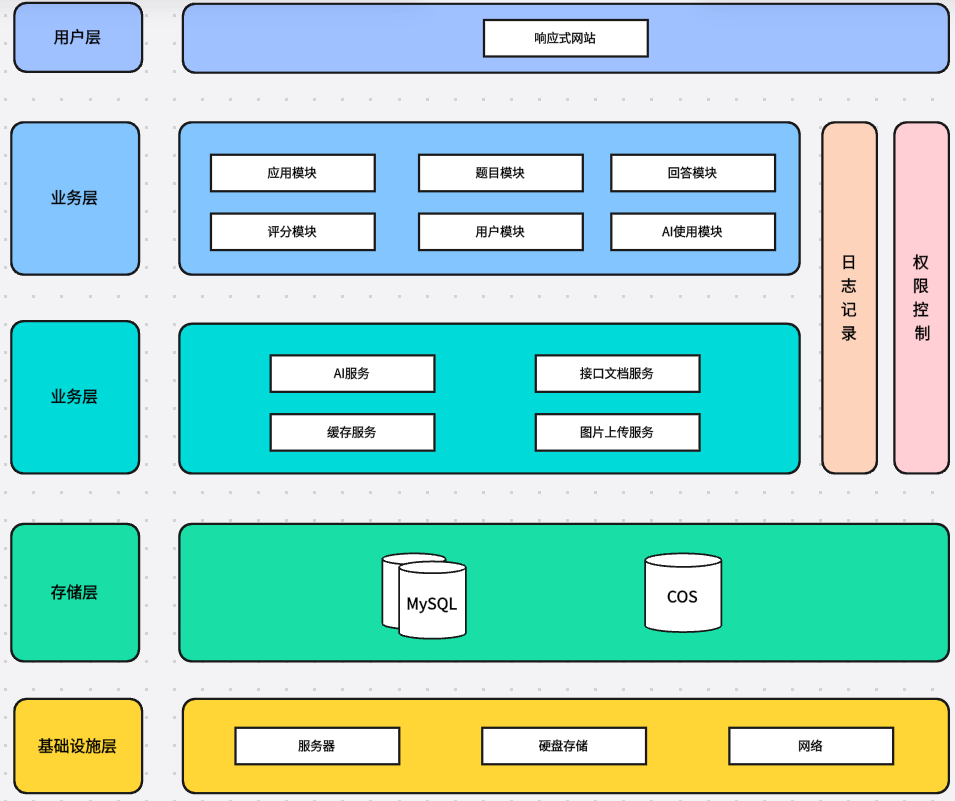 用户层
响应式网站
业务层
应用模块
题目模块
回答模块
评分模块
用户模块
AI使用模块
日
志
记
录
权
限
控
制
业务层
AI服务
接口文档服务
缓存服务
图片上传服务
存储层
MySQL
COS
基础设施层
服务器
硬盘存储
网络